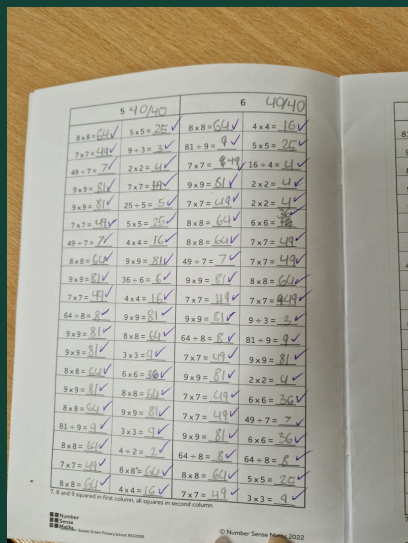 5 40/40 6 40/40
8 x 8 = 64 ✓ 5 x 5 = 25 ✓ 8 x 8 = 64 ✓ 4 x 4 = 16 ✓
7 x 7 = 49 ✓ 9 ÷ 3 = 3 ✓ 81 ÷ 9 = 9 ✓ 5 x 5 = 25 ✓
49 ÷ 7 = 7 ✓ 2 x 2 = 4 ✓ 7 x 7 = 49 ✓ 16 ÷ 4 = 4 ✓
9 x 9 = 81 ✓ 7 x 7 = 49 ✓ 9 x 9 = 81 ✓ 2 x 2 = 4 ✓
9 x 9 = 81 ✓ 25 ÷ 5 = 5 ✓ 7 x 7 = 49 ✓ 2 x 2 = 4 ✓
7 x 7 = 49 ✓ 5 x 5 = 25 ✓ 8 x 8 = 64 ✓ 6 x 6 = 36
49 ÷ 7 = 7 ✓ 4 x 4 = 16 ✓ 8 x 8 = 64 ✓ 7 x 7 = 49 ✓
8 x 8 = 64 ✓ 9 x 9 = 81 ✓ 49 ÷ 7 = 7 ✓ 7 x 7 = 49 ✓
9 x 9 = 81 ✓ 36 ÷ 6 = 6 ✓ 9 x 9 = 81 ✓ 8 x 8 = 64 ✓
7 x 7 = 49 ✓ 4 x 4 = 16 ✓ 7 x 7 = 49 ✓ 7 x 7 = 49 ✓
64 ÷ 8 = 8 ✓ 9 x 9 = 81 ✓ 9 x 9 = 81 ✓ 9 ÷ 3 = 3 ✓
9 x 9 = 81 ✓ 8 x 8 = 64 ✓ 64 ÷ 8 = 8 ✓ 81 ÷ 9 = 9 ✓
9 x 9 = 81 ✓ 3 x 3 = 9 ✓ 7 x 7 = 49 ✓ 9 x 9 = 81 ✓
8 x 8 = 64 ✓ 6 x 6 = 36 ✓ 9 x 9 = 81 ✓ 2 x 2 = 4 ✓
9 x 9 = 81 ✓ 8 x 8 = 64 ✓ 7 x 7 = 49 ✓ 6 x 6 = 36 ✓
8 x 8 = 64 ✓ 9 x 9 = 81 ✓ 7 x 7 = 49 ✓ 49 ÷ 7 = 7 ✓
81 ÷ 9 = 9 ✓ 3 x 3 = 9 ✓ 9 x 9 = 81 ✓ 6 x 6 = 36 ✓
8 x 8 = 64 ✓ 4 ÷ 2 = 2 ✓ 64 ÷ 8 = 8 ✓ 64 ÷ 8 = 8 ✓
7 x 7 = 49 ✓ 8 x 8 = 64 ✓ 8 x 8 = 64 ✓ 5 x 5 = 25 ✓
8 x 8 = 64 ✓ 4 x 4 = 16 ✓ 7 x 7 = 49 ✓ 3 x 3 = 9 ✓
7, 8 and 9 squared in first column, all squares in second column
Number
Sense
Maths
© Number Sense Maths 2022